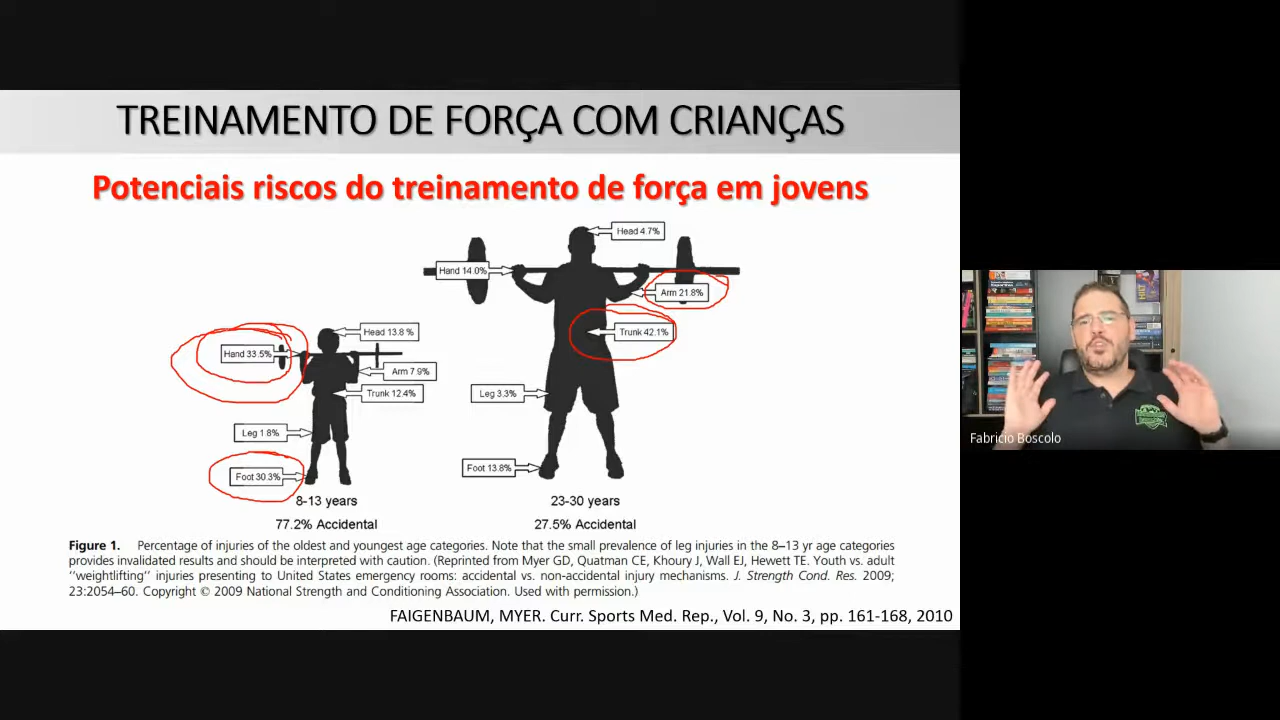 TREINAMENTO DE FORÇA COM CRIANÇAS
Potenciais riscos do treinamento de força em jovens
Head 4.7%
Hand 14.0%
Arm 21.8%
Trunk 42.1%
Leg 3.3%
Foot 13.8%
23-30 years
27.5% Accidental
Head 13.8 %
Hand 33.5%
Arm 7.9%
Trunk 12.4%
Leg 1.8%
Foot 30.3%
8-13 years
77.2% Accidental
Figure 1. Percentage of injuries of the oldest and youngest age categories. Note that the small prevalence of leg injuries in the 8–13 yr age categories
provides invalidated results and should be interpreted with caution. (Reprinted from Myer GD, Quatman CE, Khoury J, Wall EJ, Hewett TE. Youth vs. adult
"weightlifting" injuries presenting to United States emergency rooms: accidental vs. non-accidental injury mechanisms. J. Strength Cond. Res. 2009;
23:2054–60. Copyright © 2009 National Strength and Conditioning Association. Used with permission.)
FAIGENBAUM, MYER. Curr. Sports Med. Rep., Vol. 9, No. 3, pp. 161-168, 2010
Fabrício Boscolo